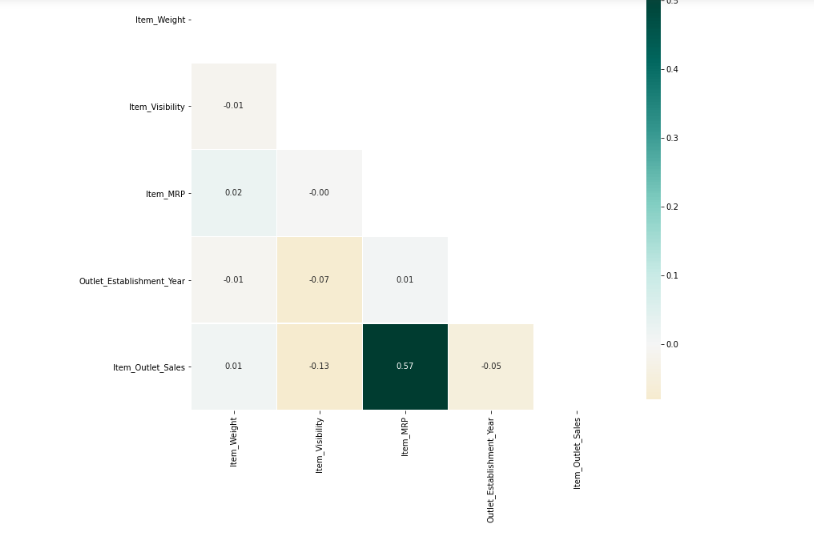 0.5
Item_Weight
0.4
Item_Visibility
-0.01
0.3
Item_MRP
0.02 -0.00
0.2
Outlet_Establishment_Year
-0.01 -0.07 0.01
0.1
0.0
Item_Outlet_Sales
0.01 -0.13 0.57 -0.05
Item_Weight
Item_Visibility
Item_MRP
Outlet_Establishment_Year
Item_Outlet_Sales